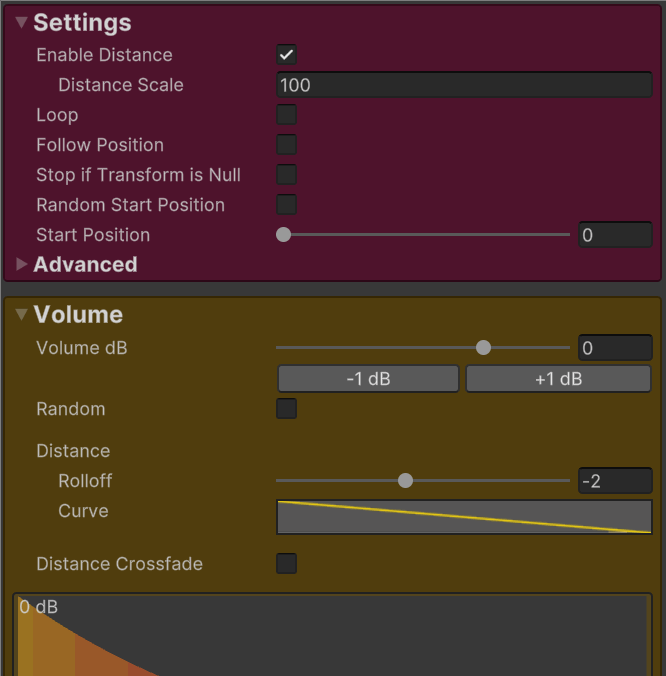 Settings
Enable Distance
Distance Scale 100
Loop
Follow Position
Stop if Transform is Null
Random Start Position
Start Position 0
Advanced
Volume
Volume dB 0
-1 dB +1 dB
Random
Distance
Rolloff -2
Curve
Distance Crossfade
0 dB